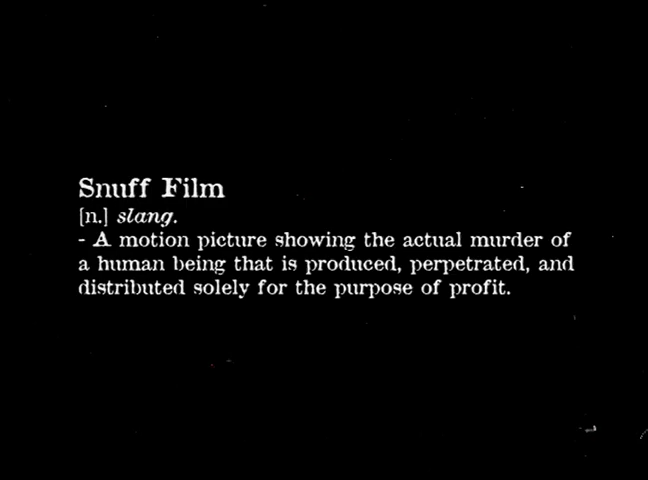 Snuff Film
[n.] slang.
- A motion picture showing the actual murder of
a human being that is produced, perpetrated, and
distributed solely for the purpose of profit.